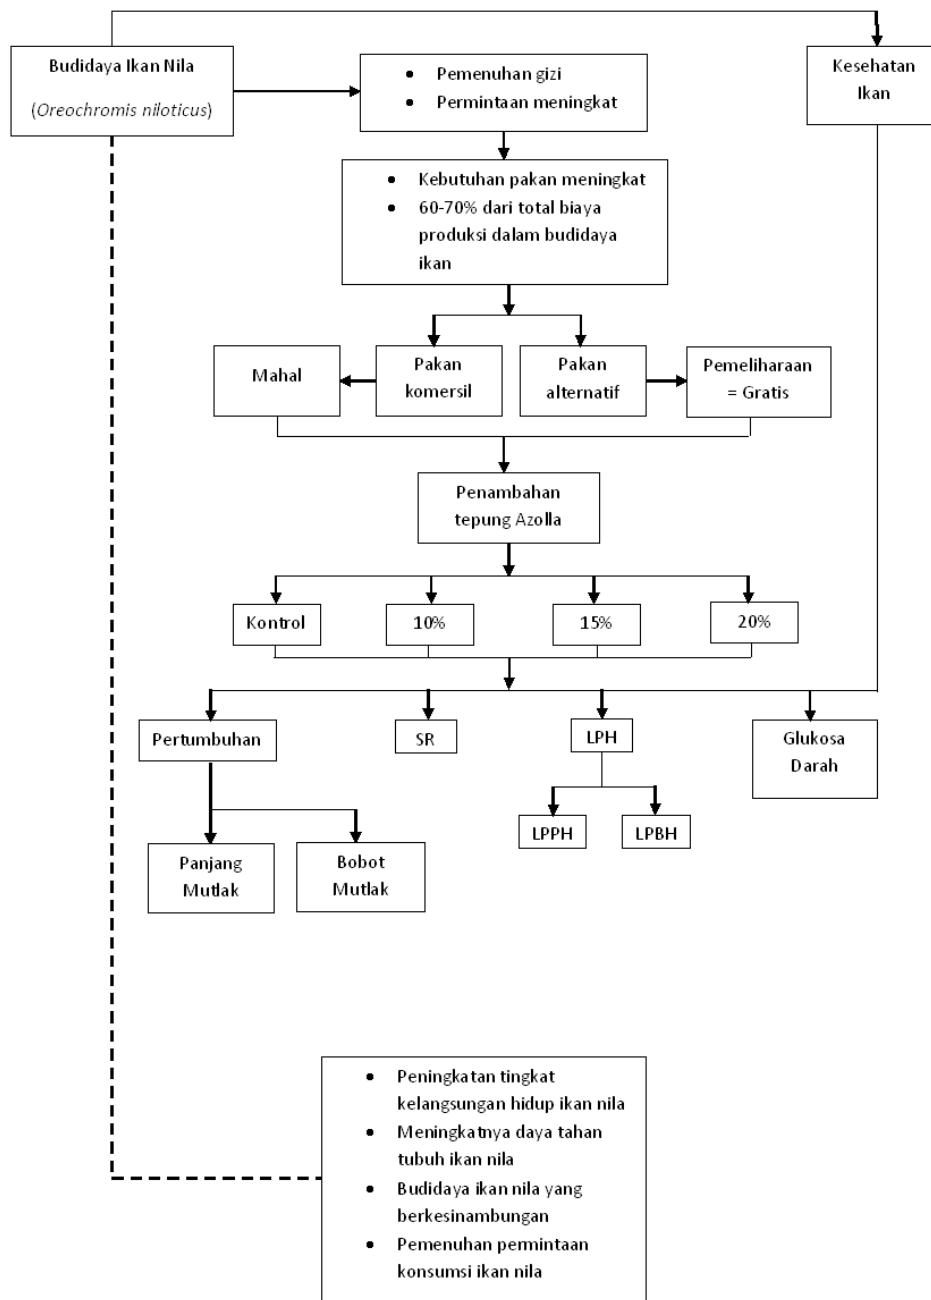 Budidaya Ikan Nila
(Oreochromis niloticus)
• Pemenuhan gizi
• Permintaan meningkat
Kesehatan
Ikan
• Kebutuhan pakan meningkat
• 60-70% dari total biaya
produksi dalam budidaya
ikan
Mahal
Pakan
komersil
Pakan
alternatif
Pemeliharaan
= Gratis
Penambahan
tepung Azolla
Kontrol
10%
15%
20%
Pertumbuhan
SR
LPH
Glukosa
Darah
LPPH
LPBH
Panjang
Mutlak
Bobot
Mutlak
• Peningkatan tingkat
kelangsungan hidup ikan nila
• Meningkatnya daya tahan
tubuh ikan nila
• Budidaya ikan nila yang
berkesinambungan
• Pemenuhan permintaan
konsumsi ikan nila